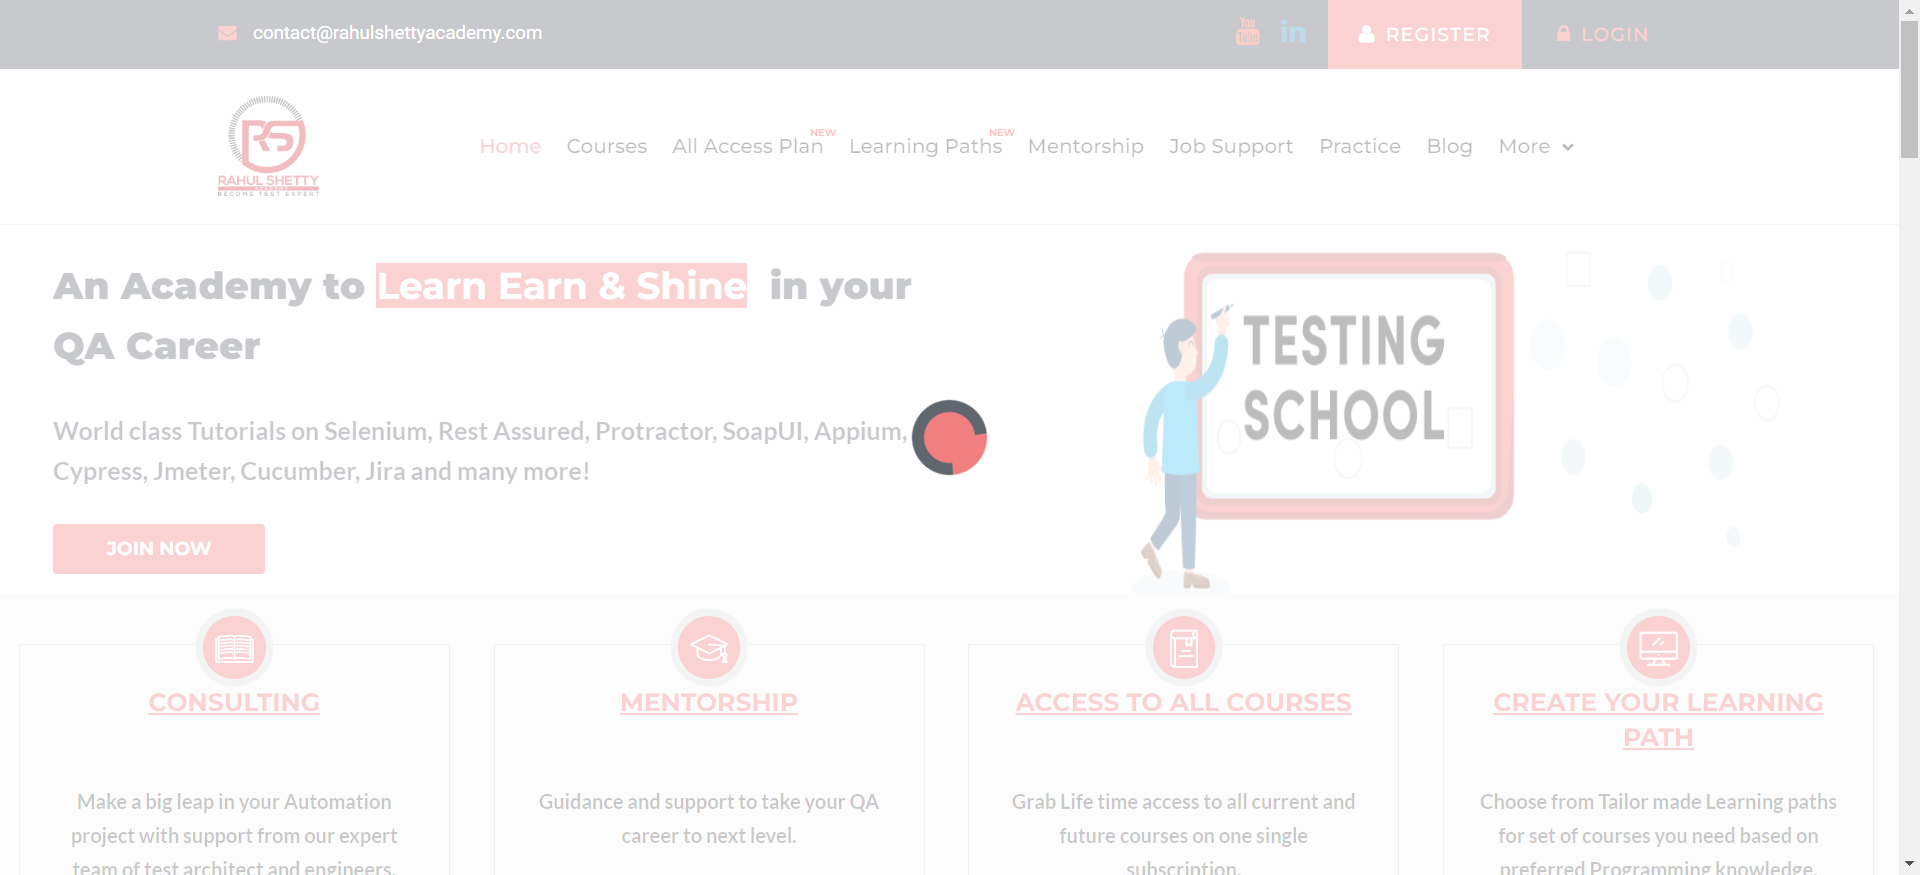 contact@rahulshettyacademy.com
You
Tube
in
REGISTER
LOGIN
RS
RAHUL SHETTY
ACADEMY
BECOME TEST EXPERT
Home
Courses
All Access Plan
NEW
Learning Paths
NEW
Mentorship
Job Support
Practice
Blog
More
An Academy to Learn Earn & Shine in your
QA Career
World class Tutorials on Selenium, Rest Assured, Protractor, SoapUI, Appium,
Cypress, Jmeter, Cucumber, Jira and many more!
JOIN NOW
TESTING
SCHOOL
CONSULTING
Make a big leap in your Automation
project with support from our expert
team of test architect and engineers.
MENTORSHIP
Guidance and support to take your QA
career to next level.
ACCESS TO ALL COURSES
Grab Life time access to all current and
future courses on one single
subscription.
CREATE YOUR LEARNING
PATH
Choose from Tailor made Learning paths
for set of courses you need based on
preferred Programming knowledge.